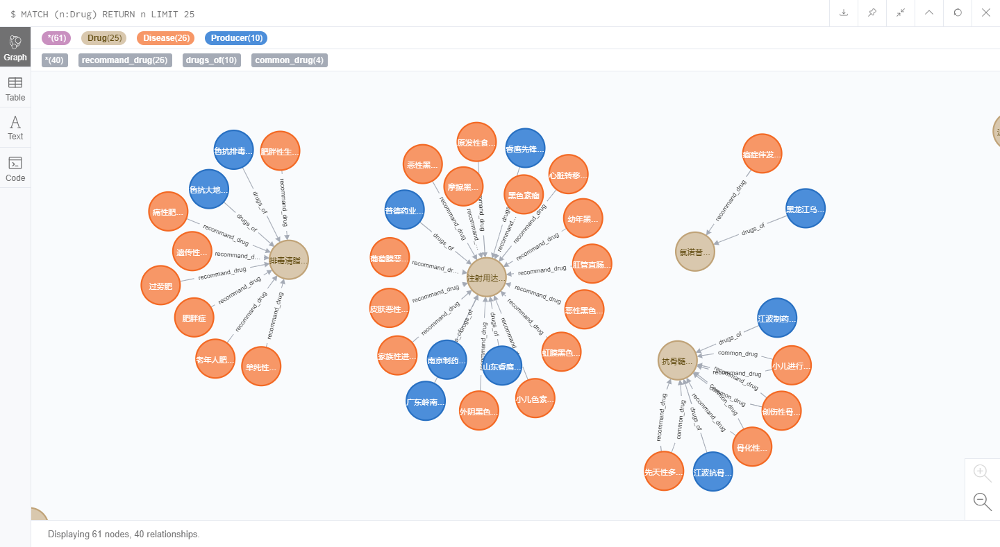 $ MATCH (n:Drug) RETURN n LIMIT 25
*(61) Drug(25) Disease(26) Producer(10)
*(40) recommand_drug(26) drugs_of(10) common_drug(4)
Graph
Table
Text
Code
鲁抗排毒...
肥胖性生...
鲁抗大地...
痛性肥...
遗传性...
过劳肥
肥胖症
老年人肥...
单纯性...
排毒清脂...
drugs_of
recommand_drug
drugs_of
recommand_drug
recommand_d...
recommand_drug
recommand_drug
recommand_drug
recommand_drug
原发性食...
睿鹰先锋...
恶性黑...
摩擦黑...
黑色素瘤
心脏转移...
普德药业...
幼年黑...
葡萄膜恶...
肛管直肠...
注射用达...
皮肤恶性...
恶性黑色...
家族性进...
南京制药...
山东睿鹰...
虹膜黑色...
广东岭南...
外阴黑色...
小儿色素...
recommand_drug
recommand_...
recommand_...
recommand_drug
drugs_of
recommand_drug
recommand_dr...
recommand_drug
recommand_drug
recommand_drug
recommand_drug
recommand_drug
drugs_of
recommand_drug
drugs_of
癌症伴发...
黑龙江乌...
氯诺昔...
recommand_drug
drugs_of
江波制药...
抗骨髓...
小儿进行...
创伤性骨...
骨化性...
先天性多...
江波抗骨...
drugs_of
common_drug
recommand_drug
recommand_drug
common_drug
common_drug
recommand_drug
drugs_of
common_drug
recommand_drug
Displaying 61 nodes, 40 relationships.